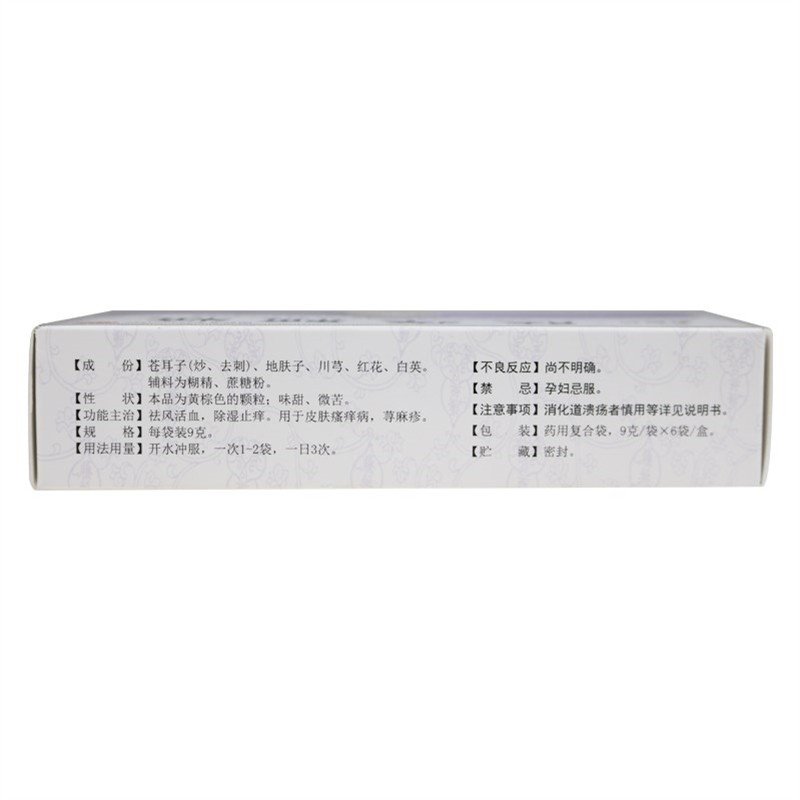 【成　份】苍耳子(炒、去刺)、地肤子、川芎、红花、白英。
辅料为糊精、蔗糖粉。
【性　状】本品为黄棕色的颗粒；味甜、微苦。
【功能主治】祛风活血，除湿止痒。用于皮肤瘙痒病，荨麻疹。
【规　格】每袋装9克。
【用法用量】开水冲服，一次1~2袋，一日3次。
【不良反应】尚不明确。
【禁　忌】孕妇忌服。
【注意事项】消化道溃疡者慎用等详见说明书。
【包　装】药用复合袋，9克/袋×6袋/盒。
【贮　藏】密封。